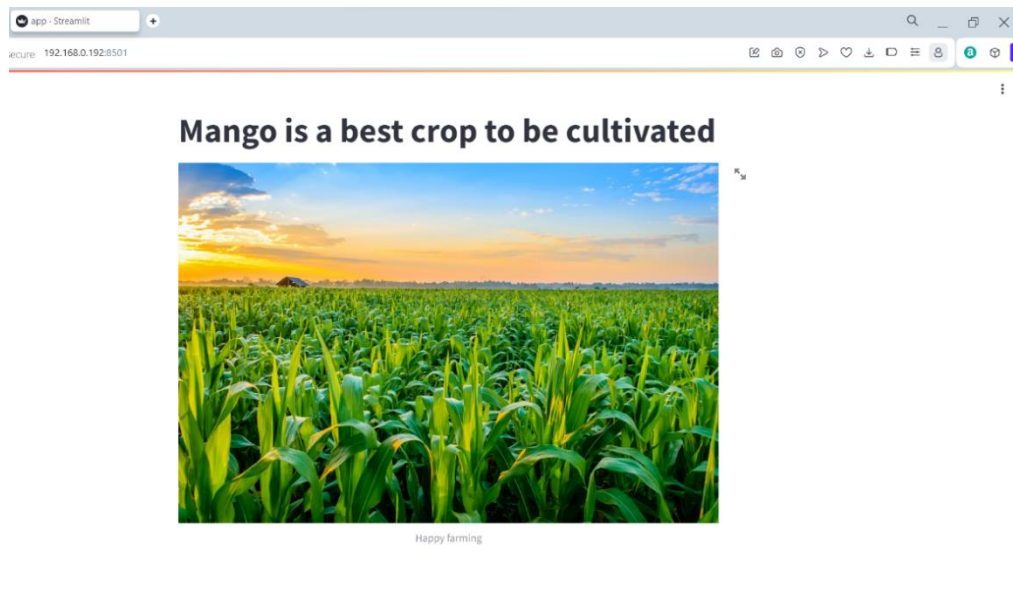 app - Streamlit
ecure 192.168.0.192:8501
a
Mango is a best crop to be cultivated
Happy farming